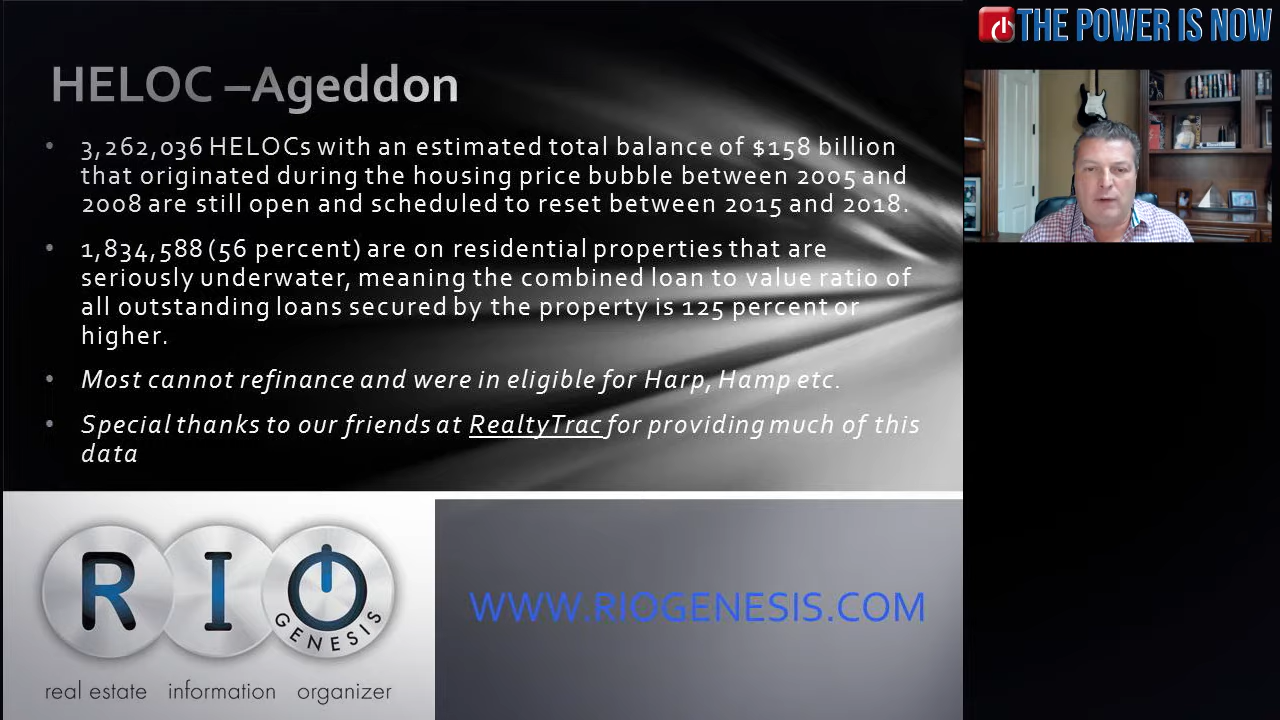 HELOC –Ageddon
• 3,262,036 HELOCs with an estimated total balance of $158 billion
that originated during the housing price bubble between 2005 and
2008 are still open and scheduled to reset between 2015 and 2018.
• 1,834,588 (56 percent) are on residential properties that are
seriously underwater, meaning the combined loan to value ratio of
all outstanding loans secured by the property is 125 percent or
higher.
• Most cannot refinance and were in eligible for Harp, Hamp etc.
• Special thanks to our friends at RealtyTrac for providing much of this
data
RIO
GENESIS
real estate information organizer
WWW.RIOGENESIS.COM
THE POWER IS NOW